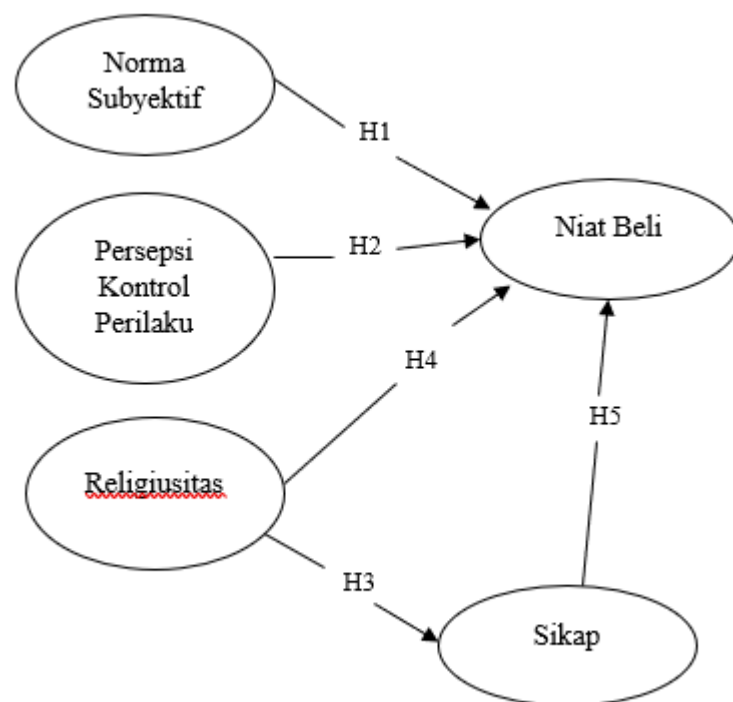 Norma
Subyektif
H1
Niat Beli
Persepsi
Kontrol
Perilaku
H2
H4
H5
Religiusitas
H3
Sikap